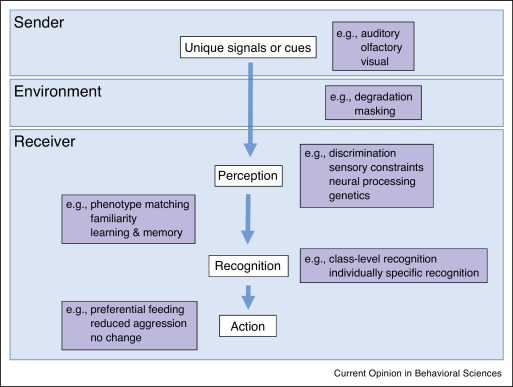 Sender
Unique signals or cues
e.g., auditory
olfactory
visual
Environment
e.g., degradation
masking
Receiver
e.g., discrimination
sensory constraints
neural processing
genetics
Perception
e.g., phenotype matching
familiarity
learning & memory
Recognition
e.g., class-level recognition
individually specific recognition
e.g., preferential feeding
reduced aggression
no change
Action
Current Opinion in Behavioral Sciences